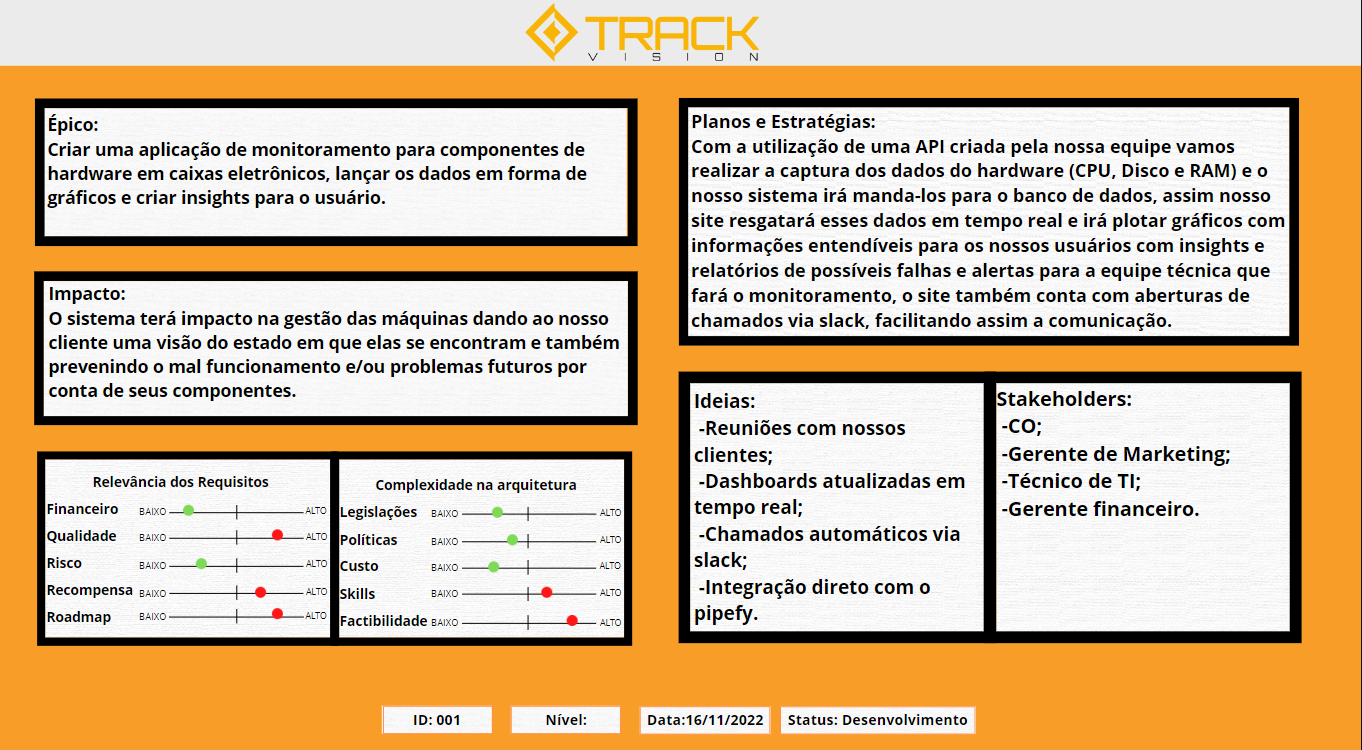 TRACK
VISION
Épico:
Criar uma aplicação de monitoramento para componentes de
hardware em caixas eletrônicos, lançar os dados em forma de
gráficos e criar insights para o usuário.
Impacto:
O sistema terá impacto na gestão das máquinas dando ao nosso
cliente uma visão do estado em que elas se encontram e também
prevenindo o mal funcionamento e/ou problemas futuros por
conta de seus componentes.
Relevância dos Requisitos
Financeiro BAIXO ALTO
Qualidade BAIXO ALTO
Risco BAIXO ALTO
Recompensa BAIXO ALTO
Roadmap BAIXO ALTO
Complexidade na arquitetura
Legislações BAIXO ALTO
Políticas BAIXO ALTO
Custo BAIXO ALTO
Skills BAIXO ALTO
Factibilidade BAIXO ALTO
Planos e Estratégias:
Com a utilização de uma API criada pela nossa equipe vamos
realizar a captura dos dados do hardware (CPU, Disco e RAM) e o
nosso sistema irá manda-los para o banco de dados, assim nosso
site resgatará esses dados em tempo real e irá plotar gráficos com
informações entendíveis para os nossos usuários com insights e
relatórios de possíveis falhas e alertas para a equipe técnica que
fará o monitoramento, o site também conta com aberturas de
chamados via slack, facilitando assim a comunicação.
Ideias:
-Reuniões com nossos
clientes;
-Dashboards atualizadas em
tempo real;
-Chamados automáticos via
slack;
-Integração direto com o
pipefy.
Stakeholders:
-CO;
-Gerente de Marketing;
-Técnico de TI;
-Gerente financeiro.
ID: 001
Nível:
Data:16/11/2022
Status: Desenvolvimento